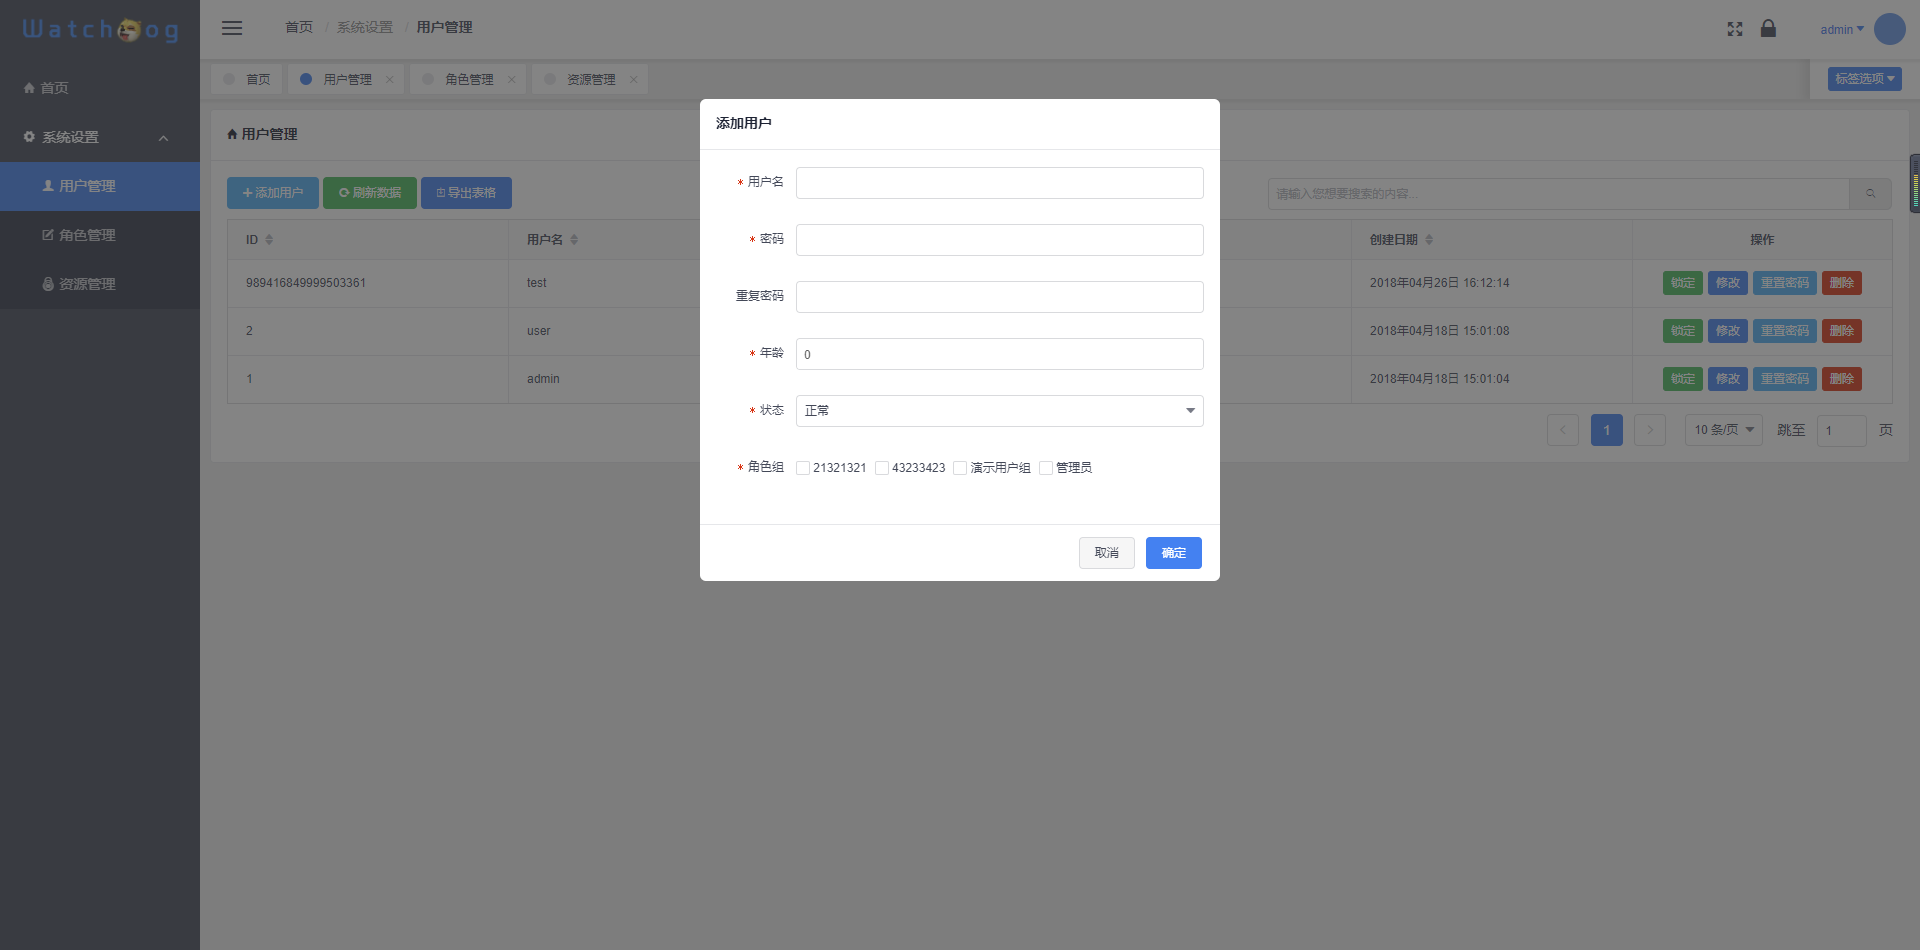 Watchdog
首页 / 系统设置 / 用户管理
admin
首页
系统设置
用户管理
角色管理
资源管理
首页
用户管理
角色管理
资源管理
标签选项
用户管理
添加用户
刷新数据
导出表格
请输入您想要搜索的内容...
ID
用户名
创建日期
操作
989416849999503361
test
2018年04月26日 16:12:14
锁定
修改
重置密码
删除
2
user
2018年04月18日 15:01:08
锁定
修改
重置密码
删除
1
admin
2018年04月18日 15:01:04
锁定
修改
重置密码
删除
1
10 条/页
跳至
1
页
添加用户
* 用户名
* 密码
重复密码
* 年龄
0
* 状态
正常
* 角色组
21321321
43233423
演示用户组
管理员
取消
确定